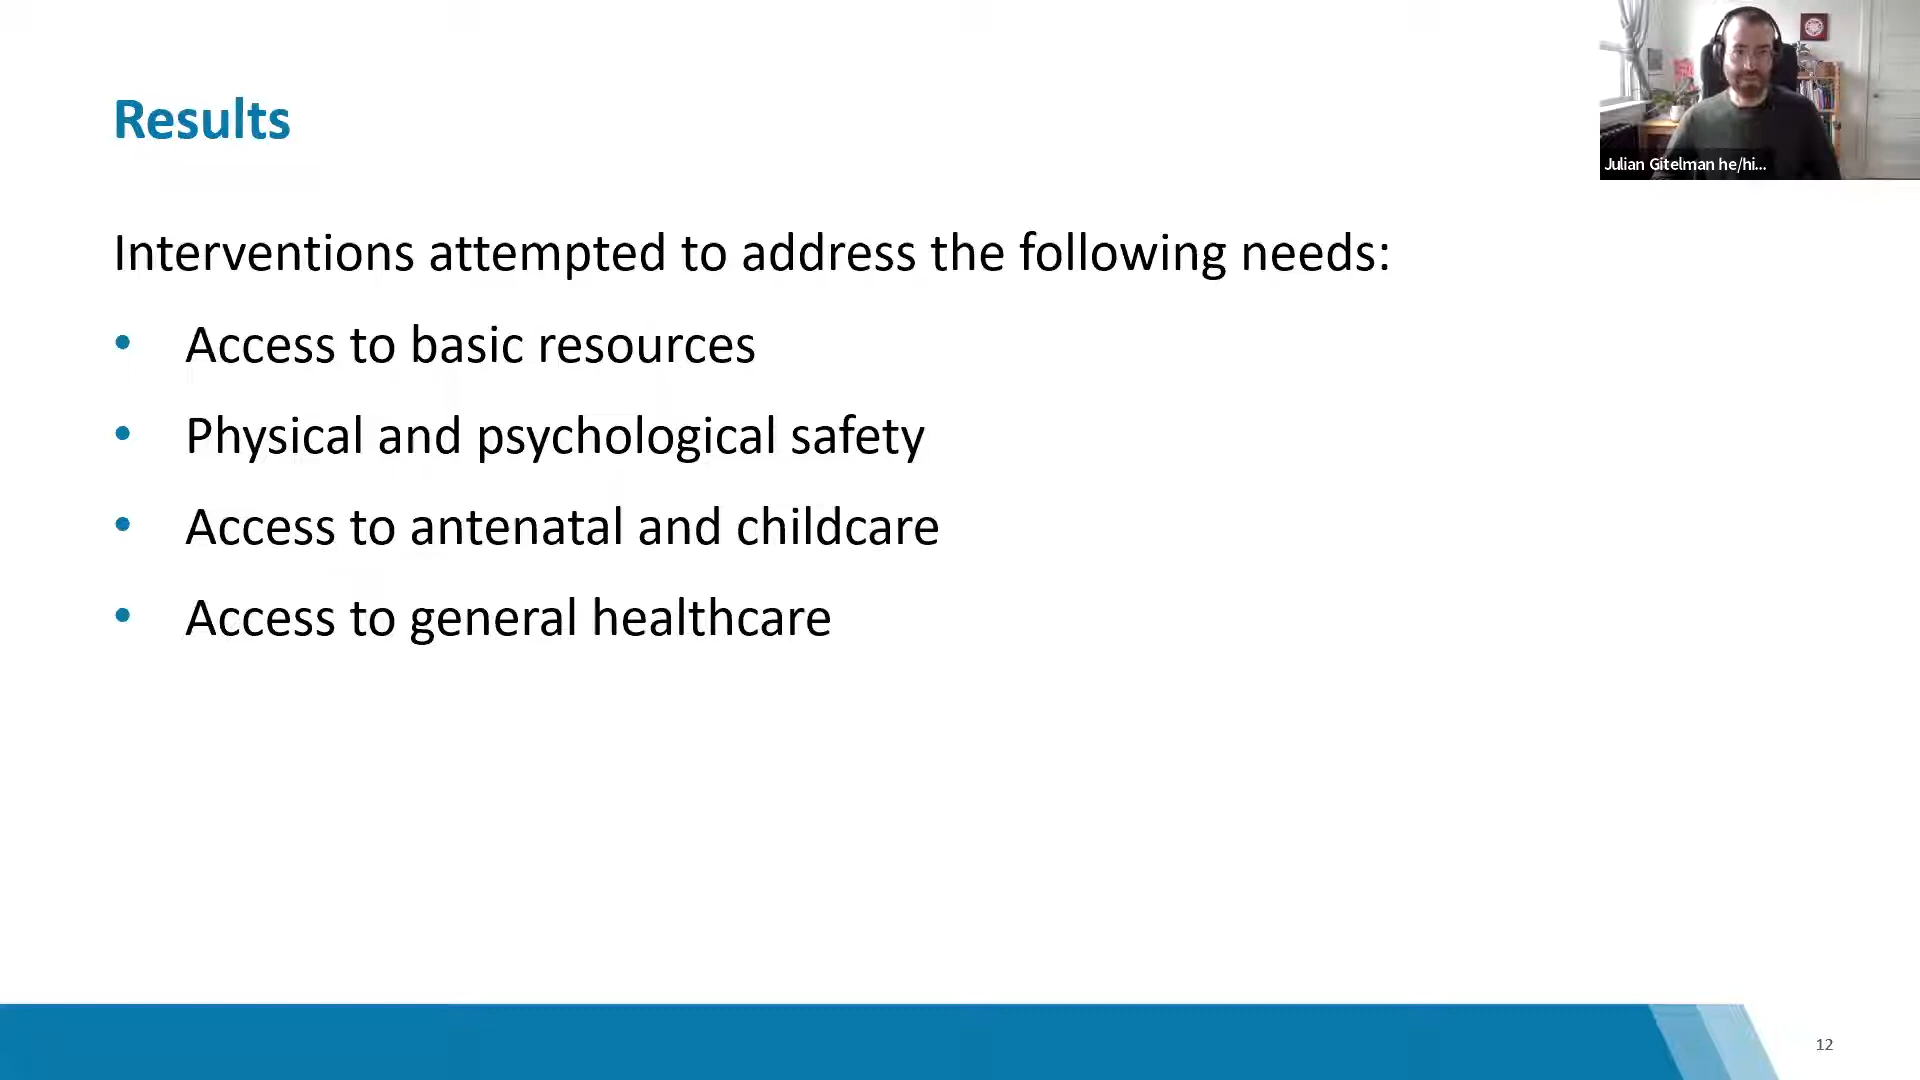 Results
Interventions attempted to address the following needs:
• Access to basic resources
• Physical and psychological safety
• Access to antenatal and childcare
• Access to general healthcare
Julian Gitelman he/hi...
12